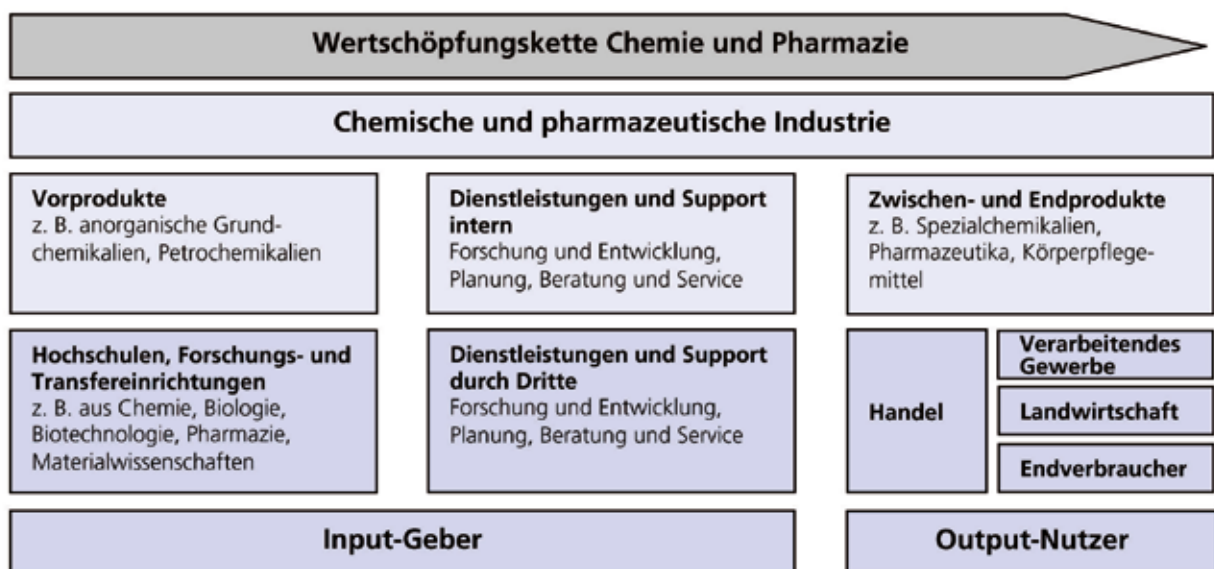 Wertschöpfungskette Chemie und Pharmazie
Chemische und pharmazeutische Industrie
Vorprodukte
z. B. anorganische Grund-
chemikalien, Petrochemikalien
Dienstleistungen und Support
intern
Forschung und Entwicklung,
Planung, Beratung und Service
Zwischen- und Endprodukte
z. B. Spezialchemikalien,
Pharmazeutika, Körperpflege-
mittel
Hochschulen, Forschungs- und
Transfereinrichtungen
z. B. aus Chemie, Biologie,
Biotechnologie, Pharmazie,
Materialwissenschaften
Dienstleistungen und Support
durch Dritte
Forschung und Entwicklung,
Planung, Beratung und Service
Handel
Verarbeitendes
Gewerbe
Landwirtschaft
Endverbraucher
Input-Geber
Output-Nutzer